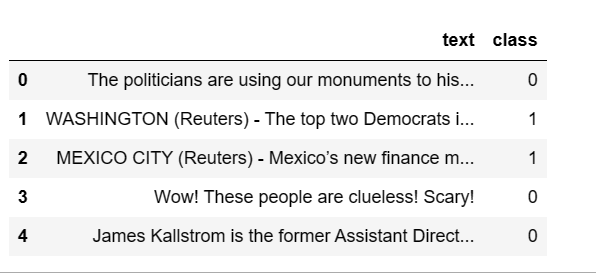 text class
0 The politicians are using our monuments to his... 0
1 WASHINGTON (Reuters) - The top two Democrats i... 1
2 MEXICO CITY (Reuters) - Mexico’s new finance m... 1
3 Wow! These people are clueless! Scary! 0
4 James Kallstrom is the former Assistant Direct... 0